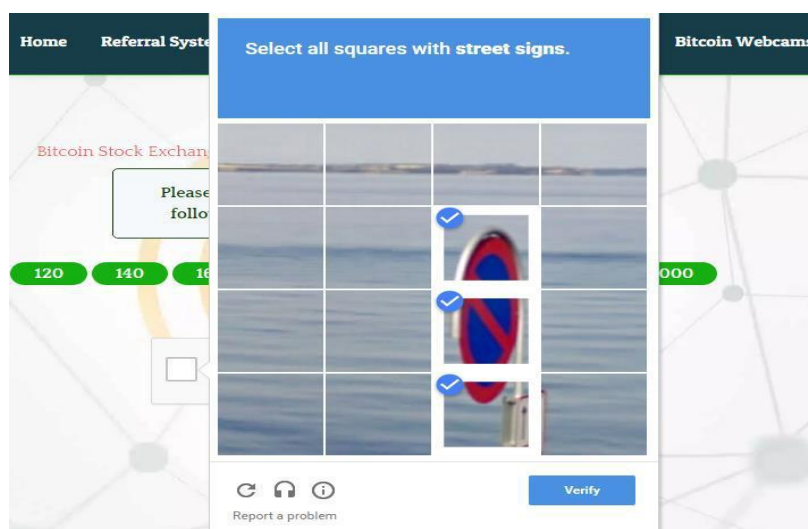 Home Referral Syste
Bitcoin Webcams
Select all squares with street signs.
Bitcoin Stock Exchan
Please
follo
120 140 16
000
Report a problem
Verify